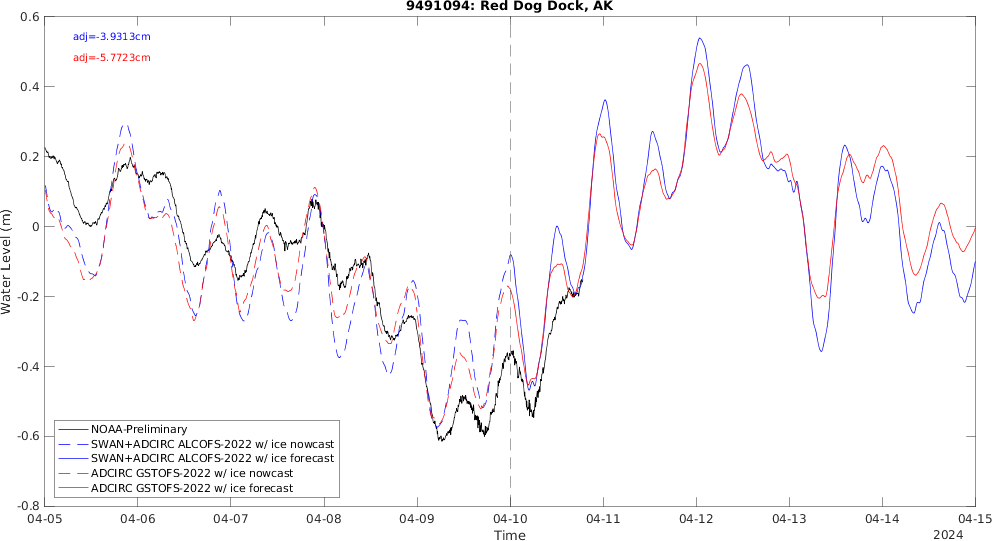 9491094: Red Dog Dock, AK
adj=-3.9313cm
adj=-5.7723cm
Water Level (m)
0.6
0.4
0.2
0
-0.2
-0.4
-0.6
-0.8
NOAA-Preliminary
SWAN+ADCIRC ALCOFS-2022 w/ ice nowcast
SWAN+ADCIRC ALCOFS-2022 w/ ice forecast
ADCIRC GSTOFS-2022 w/ ice nowcast
ADCIRC GSTOFS-2022 w/ ice forecast
04-05 04-06 04-07 04-08 04-09 04-10 04-11 04-12 04-13 04-14 04-15
Time
2024